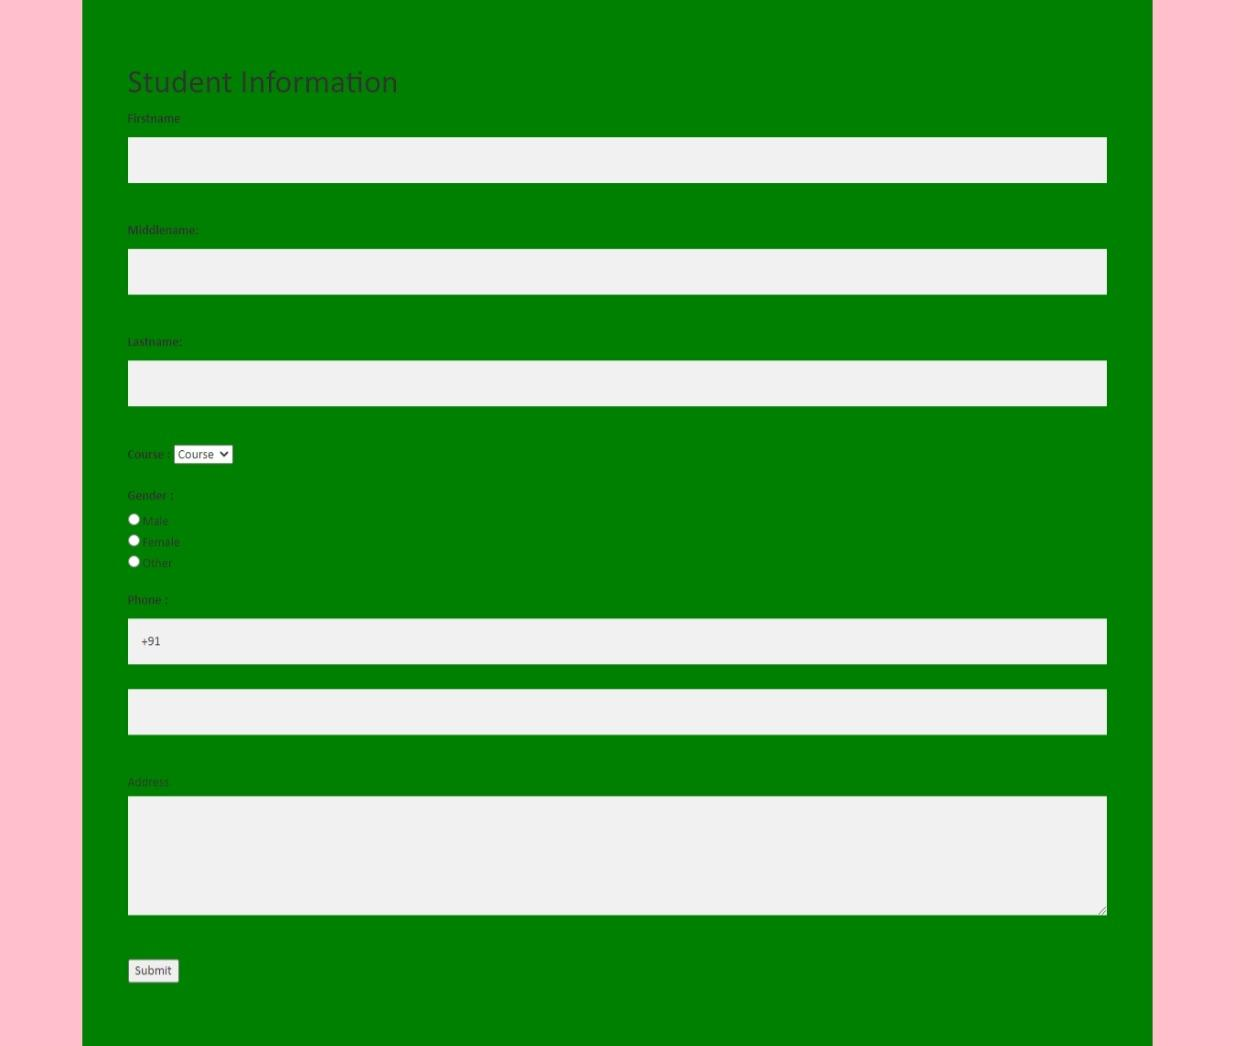 Student Information
Firstname
Middlename:
Lastname:
Course : Course
Gender :
Male
Female
Other
Phone :
+91
Address
Submit